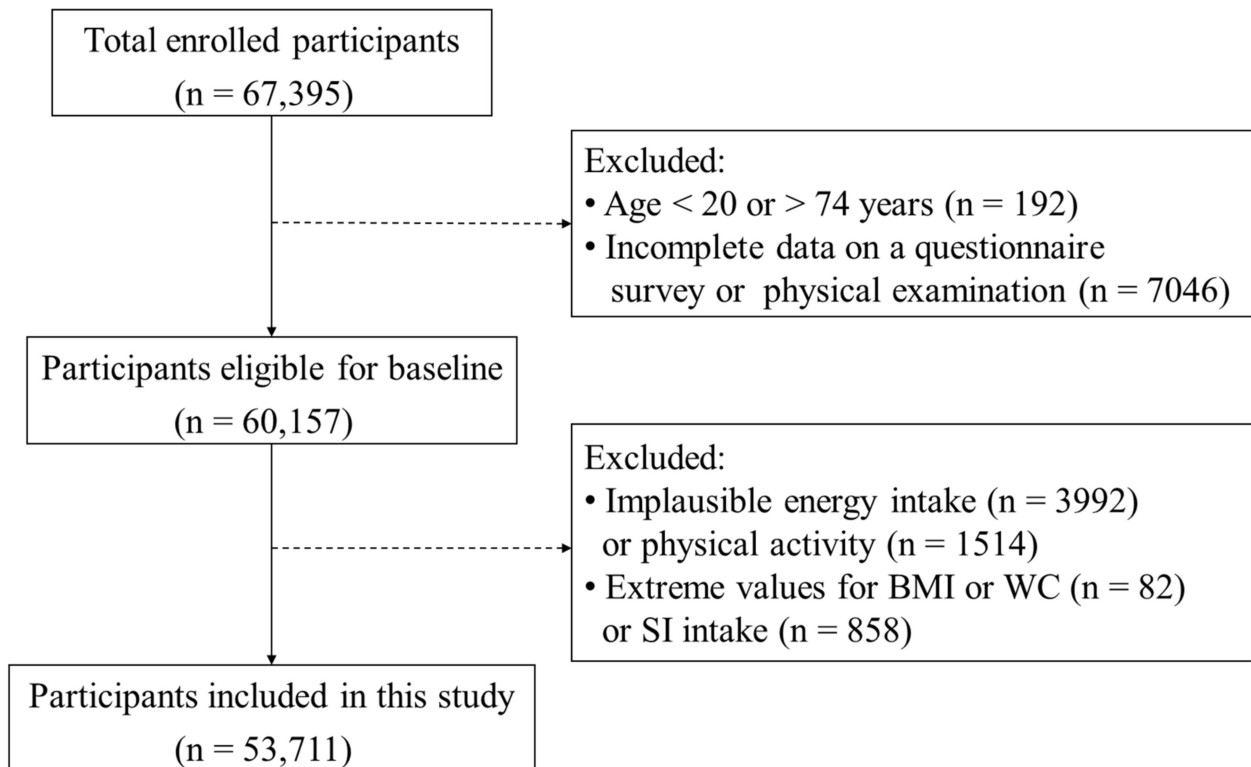 Total enrolled participants
(n = 67,395)
Excluded:
• Age < 20 or > 74 years (n = 192)
• Incomplete data on a questionnaire
survey or physical examination (n = 7046)
Participants eligible for baseline
(n = 60,157)
Excluded:
• Implausible energy intake (n = 3992)
or physical activity (n = 1514)
• Extreme values for BMI or WC (n = 82)
or SI intake (n = 858)
Participants included in this study
(n = 53,711)